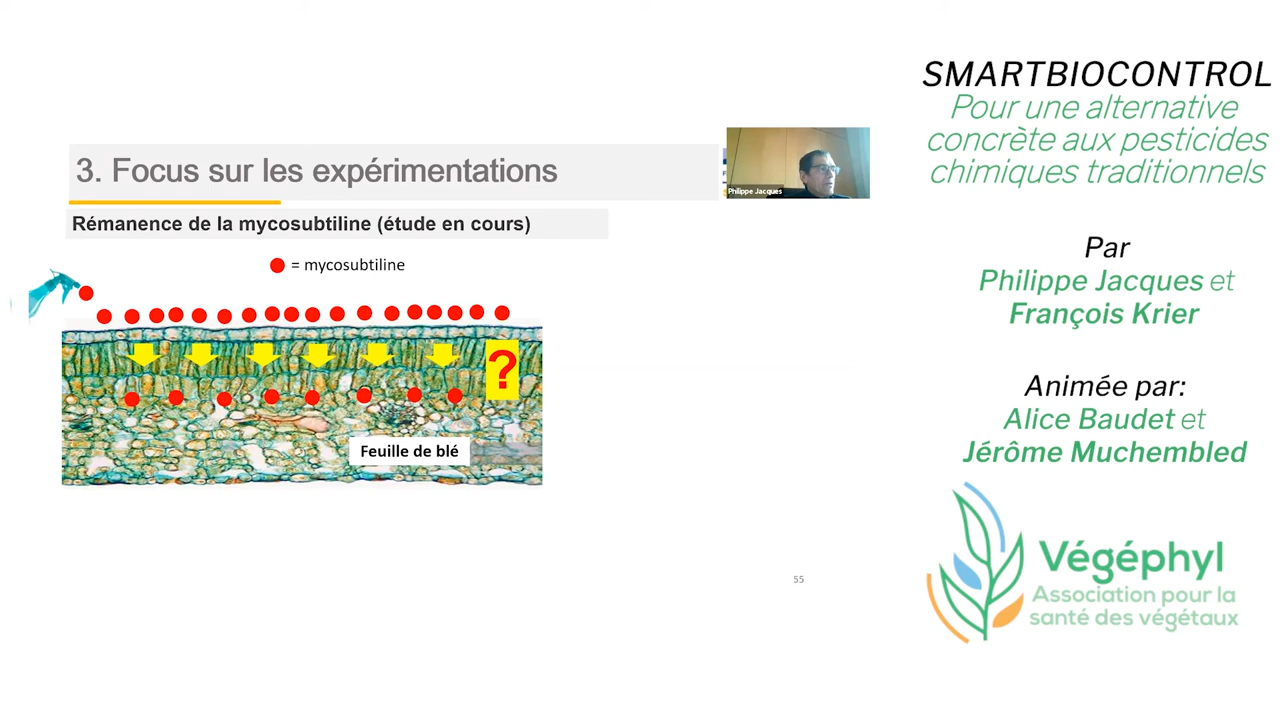 3. Focus sur les expérimentations
Rémanence de la mycosubtiline (étude en cours)
= mycosubtiline
?
Feuille de blé
55
Philippe Jacques
SMARTBIOCONTROL
Pour une alternative
concrète aux pesticides
chimiques traditionnels
Par
Philippe Jacques et
François Krier
Animée par:
Alice Baudet et
Jérôme Muchembled
Végéphyl
Association pour la
santé des végétaux